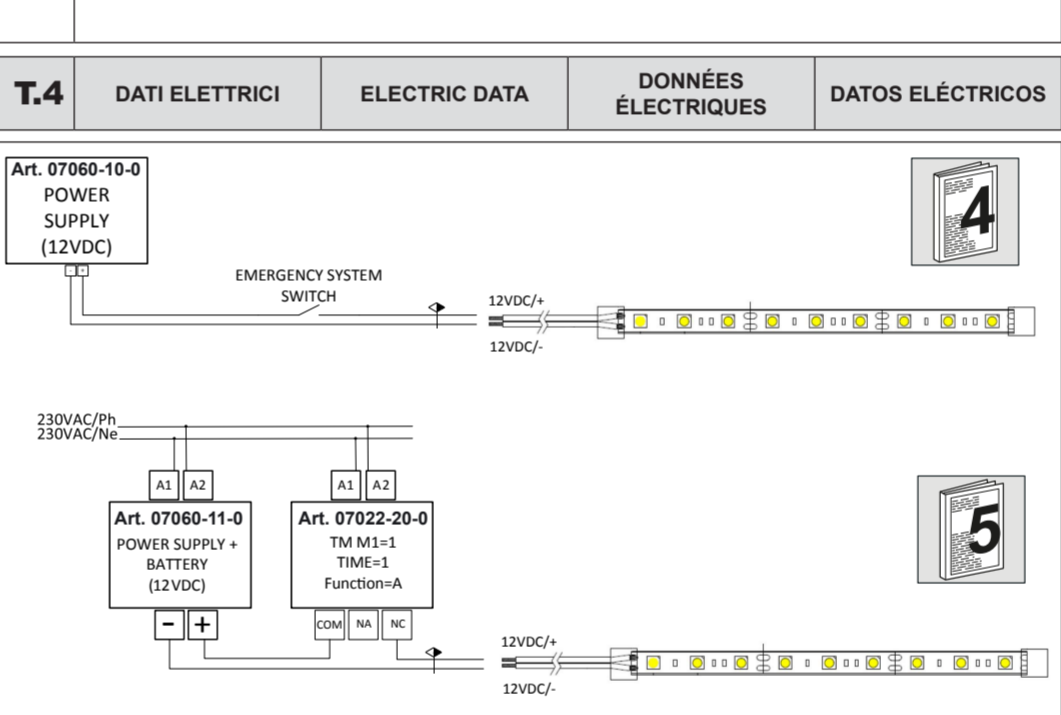 T.4 DATI ELETTRICI ELECTRIC DATA DONNÉES ÉLECTRIQUES DATOS ELÉCTRICOS
Art. 07060-10-0
POWER
SUPPLY
(12VDC)
- +
EMERGENCY SYSTEM
SWITCH
12VDC/+
12VDC/-
4
230VAC/Ph
230VAC/Ne
A1 A2
Art. 07060-11-0
POWER SUPPLY +
BATTERY
(12VDC)
- +
A1 A2
Art. 07022-20-0
TM M1=1
TIME=1
Function=A
COM NA NC
12VDC/+
12VDC/-
5